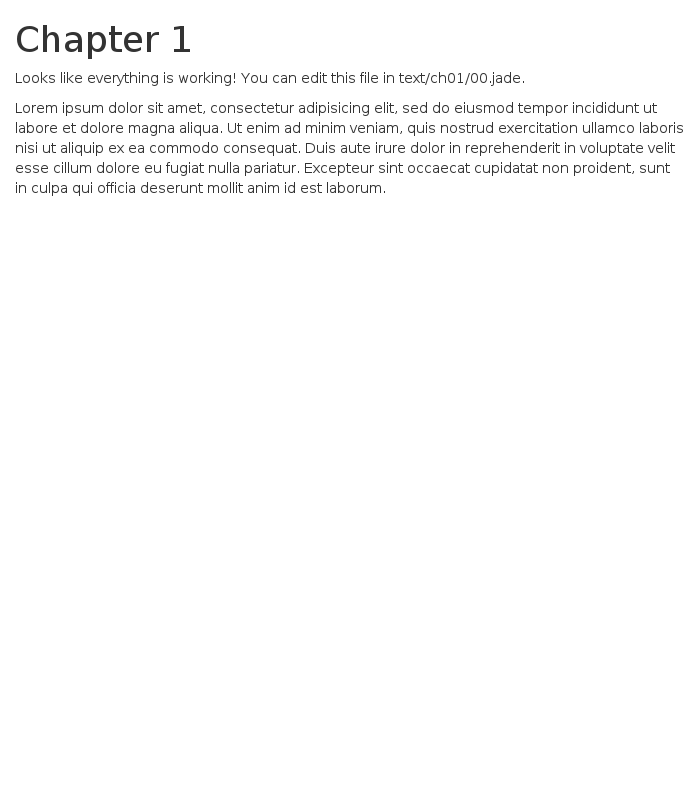 Chapter 1
Looks like everything is working! You can edit this file in text/ch01/00.jade.
Lorem ipsum dolor sit amet, consectetur adipisicing elit, sed do eiusmod tempor incididunt ut
labore et dolore magna aliqua. Ut enim ad minim veniam, quis nostrud exercitation ullamco laboris
nisi ut aliquip ex ea commodo consequat. Duis aute irure dolor in reprehenderit in voluptate velit
esse cillum dolore eu fugiat nulla pariatur. Excepteur sint occaecat cupidatat non proident, sunt
in culpa qui officia deserunt mollit anim id est laborum.